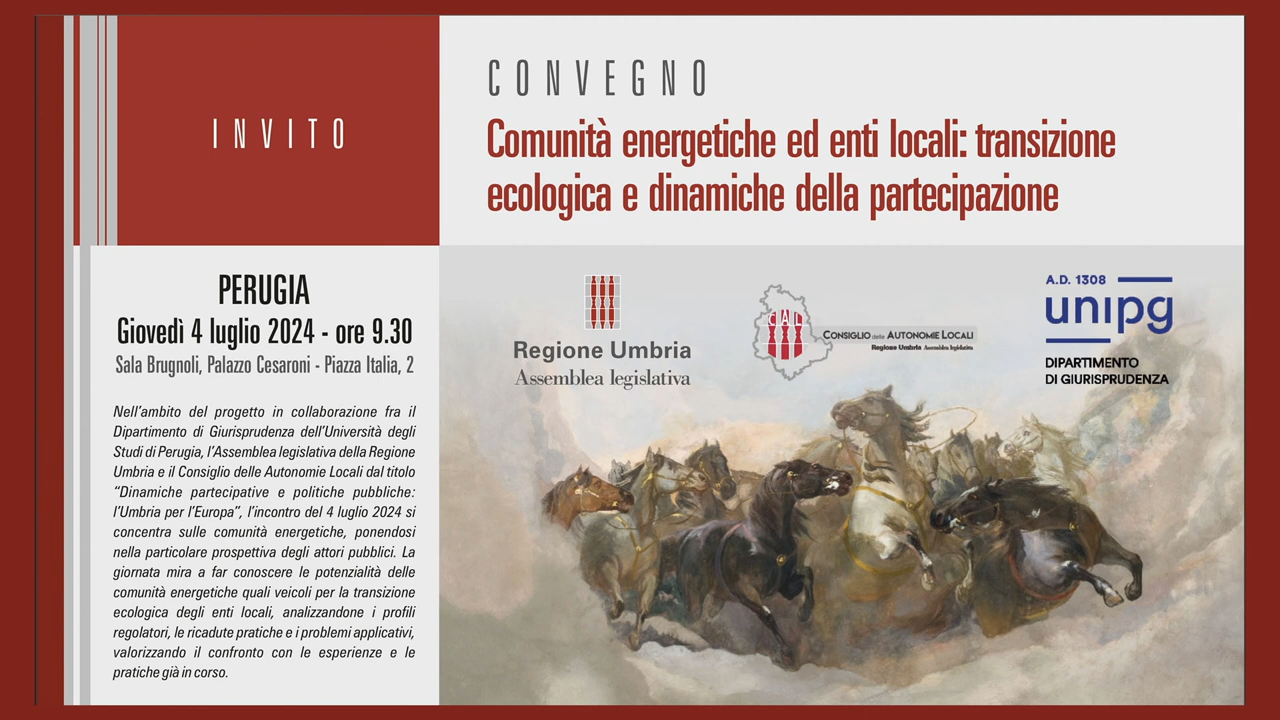 INVITO
CONVEGNO
Comunità energetiche ed enti locali: transizione
ecologica e dinamiche della partecipazione
PERUGIA
Giovedì 4 luglio 2024 - ore 9.30
Sala Brugnoli, Palazzo Cesaroni - Piazza Italia, 2
Nell'ambito del progetto in collaborazione fra il
Dipartimento di Giurisprudenza dell'Università degli
Studi di Perugia, l'Assemblea legislativa della Regione
Umbria e il Consiglio delle Autonomie Locali dal titolo
“Dinamiche partecipative e politiche pubbliche:
l'Umbria per l'Europa”, l'incontro del 4 luglio 2024 si
concentra sulle comunità energetiche, ponendosi
nella particolare prospettiva degli attori pubblici. La
giornata mira a far conoscere le potenzialità delle
comunità energetiche quali veicoli per la transizione
ecologica degli enti locali, analizzandone i profili
regolatori, le ricadute pratiche e i problemi applicativi,
valorizzando il confronto con le esperienze e le
pratiche già in corso.
Regione Umbria
Assemblea legislativa
CAL
CONSIGLIO delle AUTONOMIE LOCALI
Regione Umbria Assemblea legislativa
A.D. 1308
unipg
DIPARTIMENTO
DI GIURISPRUDENZA